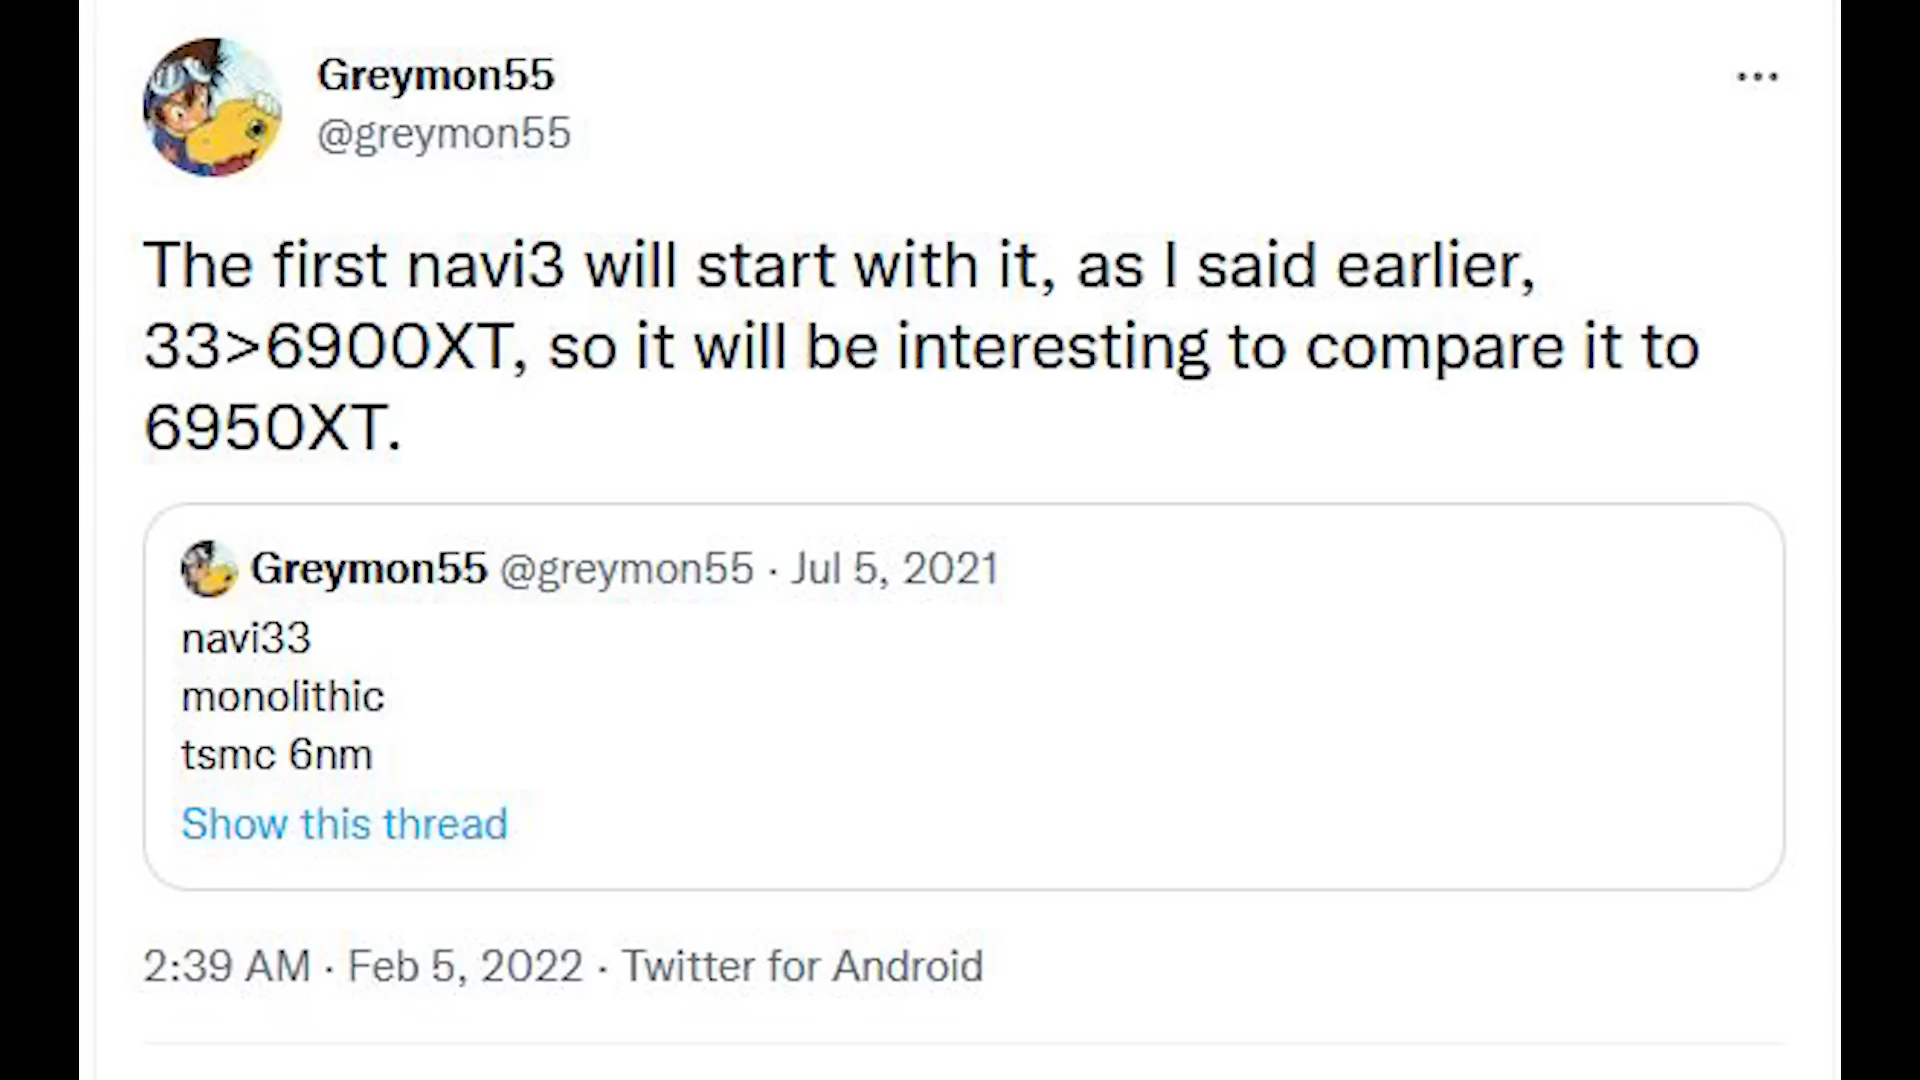 Greymon55
@greymon55
The first navi3 will start with it, as I said earlier,
33>6900XT, so it will be interesting to compare it to
6950XT.
Greymon55 @greymon55 · Jul 5, 2021
navi33
monolithic
tsmc 6nm
Show this thread
2:39 AM · Feb 5, 2022 · Twitter for Android